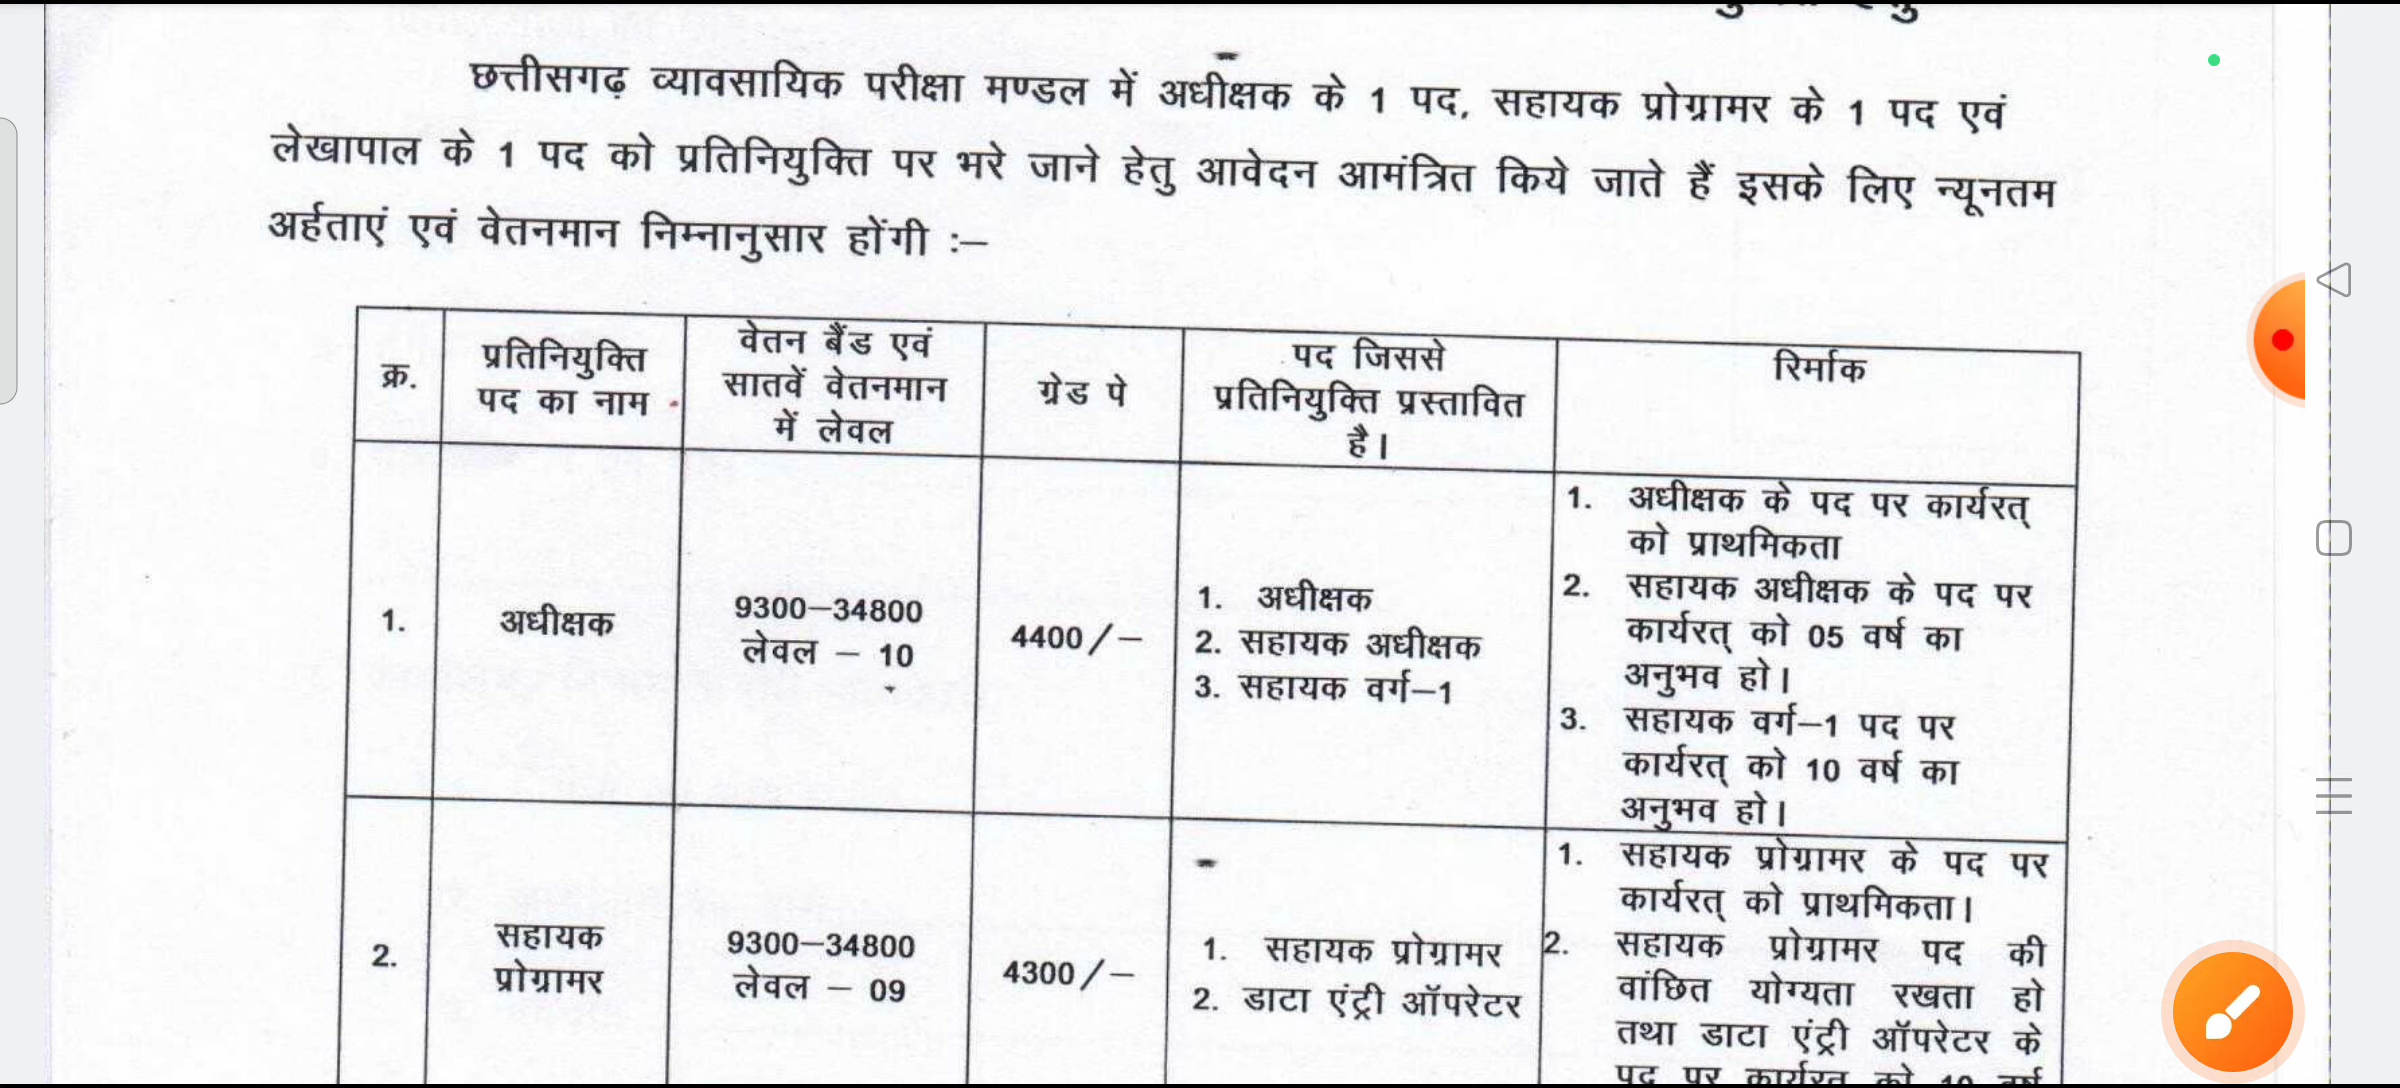 छत्तीसगढ़ व्यावसायिक परीक्षा मण्डल में अधीक्षक के 1 पद, सहायक प्रोग्रामर के 1 पद एवं
लेखापाल के 1 पद को प्रतिनियुक्ति पर भरे जाने हेतु आवेदन आमंत्रित किये जाते हैं इसके लिए न्यूनतम
अर्हताएं एवं वेतनमान निम्नानुसार होंगी :–
क्र.
प्रतिनियुक्ति
पद का नाम
वेतन बैंड एवं
सातवें वेतनमान
में लेवल
ग्रेड पे
पद जिससे
प्रतिनियुक्ति प्रस्तावित
है।
रिर्माक
1.
अधीक्षक
9300–34800
लेवल – 10
4400/–
1. अधीक्षक
2. सहायक अधीक्षक
3. सहायक वर्ग–1
1. अधीक्षक के पद पर कार्यरत्
को प्राथमिकता
2. सहायक अधीक्षक के पद पर
कार्यरत् को 05 वर्ष का
अनुभव हो।
3. सहायक वर्ग–1 पद पर
कार्यरत् को 10 वर्ष का
अनुभव हो।
2.
सहायक
प्रोग्रामर
9300–34800
लेवल – 09
4300/–
1. सहायक प्रोग्रामर
2. डाटा एंट्री ऑपरेटर
1. सहायक प्रोग्रामर के पद पर
कार्यरत् को प्राथमिकता।
2. सहायक प्रोग्रामर पद की
वांछित योग्यता रखता हो
तथा डाटा एंट्री ऑपरेटर के
पद पर कार्यरत को 10 वर्ष